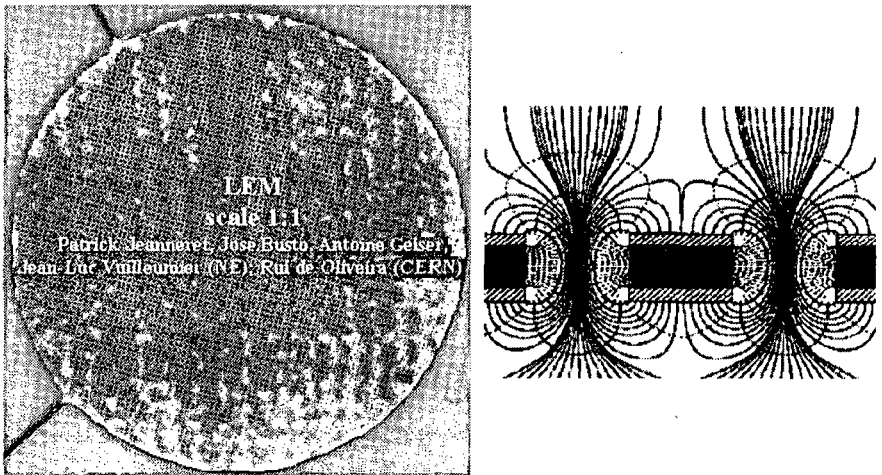 LEM
scale 1:1
Patrick Jeanneret, Jose Busto, Antoine Geiser,
Jean-Luc Vuilleumier (NE); Rui de Oliveira (CERN)